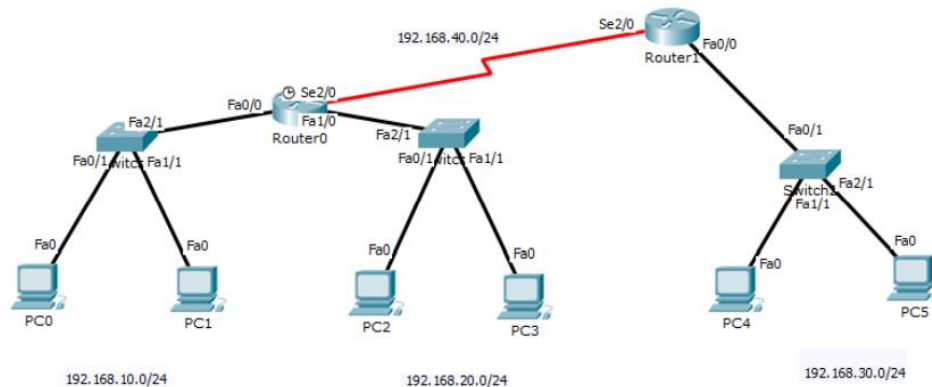 192.168.40.0/24
Se2/0
Fa0/0
Router1
Fa0/0
Se2/0
Fa2/1
Fa1/0
Router0
Fa2/1
Fa0/1
Fa0/1
Fa1/1
Fa0/1
Fa1/1
Switch2
Fa2/1
Fa1/1
Fa0
Fa0
Fa0
Fa0
Fa0
Fa0
PC0
PC1
PC2
PC3
PC4
PC5
192.168.10.0/24
192.168.20.0/24
192.168.30.0/24